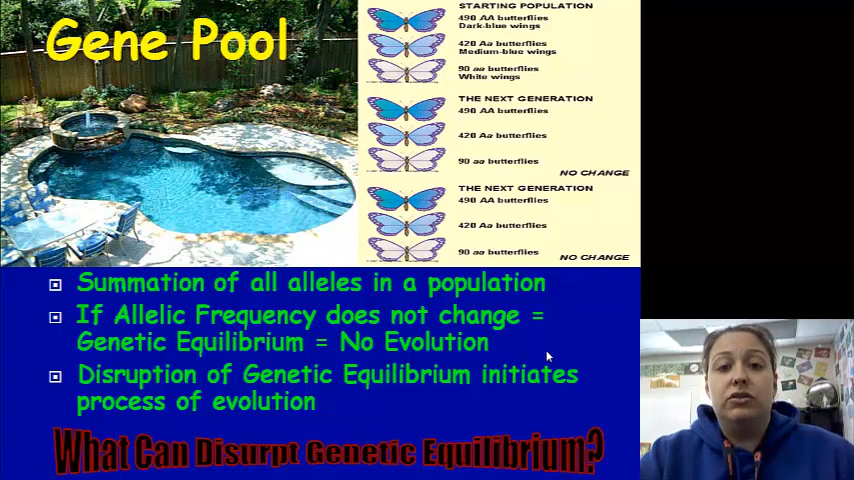 Gene Pool
STARTING POPULATION
490 AA butterflies
Dark-blue wings
420 Aa butterflies
Medium-blue wings
90 aa butterflies
White wings
THE NEXT GENERATION
490 AA butterflies
420 Aa butterflies
90 aa butterflies
NO CHANGE
THE NEXT GENERATION
490 AA butterflies
420 Aa butterflies
90 aa butterflies
NO CHANGE
Summation of all alleles in a population
If Allelic Frequency does not change =
Genetic Equilibrium = No Evolution
Disruption of Genetic Equilibrium initiates
process of evolution
What Can Disurpt Genetic Equilibrium?